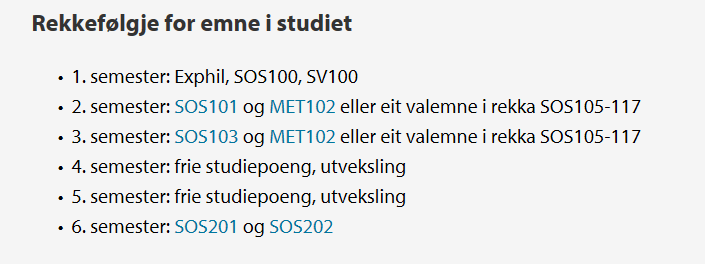 Rekkefølgje for emne i studiet
• 1. semester: Exphil, SOS100, SV100
• 2. semester: SOS101 og MET102 eller eit valemne i rekka SOS105-117
• 3. semester: SOS103 og MET102 eller eit valemne i rekka SOS105-117
• 4. semester: frie studiepoeng, utveksling
• 5. semester: frie studiepoeng, utveksling
• 6. semester: SOS201 og SOS202